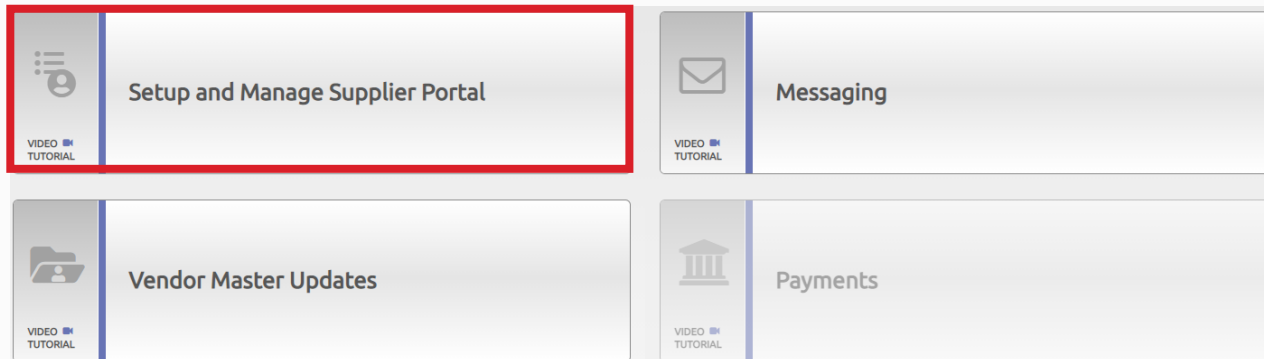 Setup and Manage Supplier Portal
VIDEO
TUTORIAL
Messaging
VIDEO
TUTORIAL
Vendor Master Updates
VIDEO
TUTORIAL
Payments
VIDEO
TUTORIAL